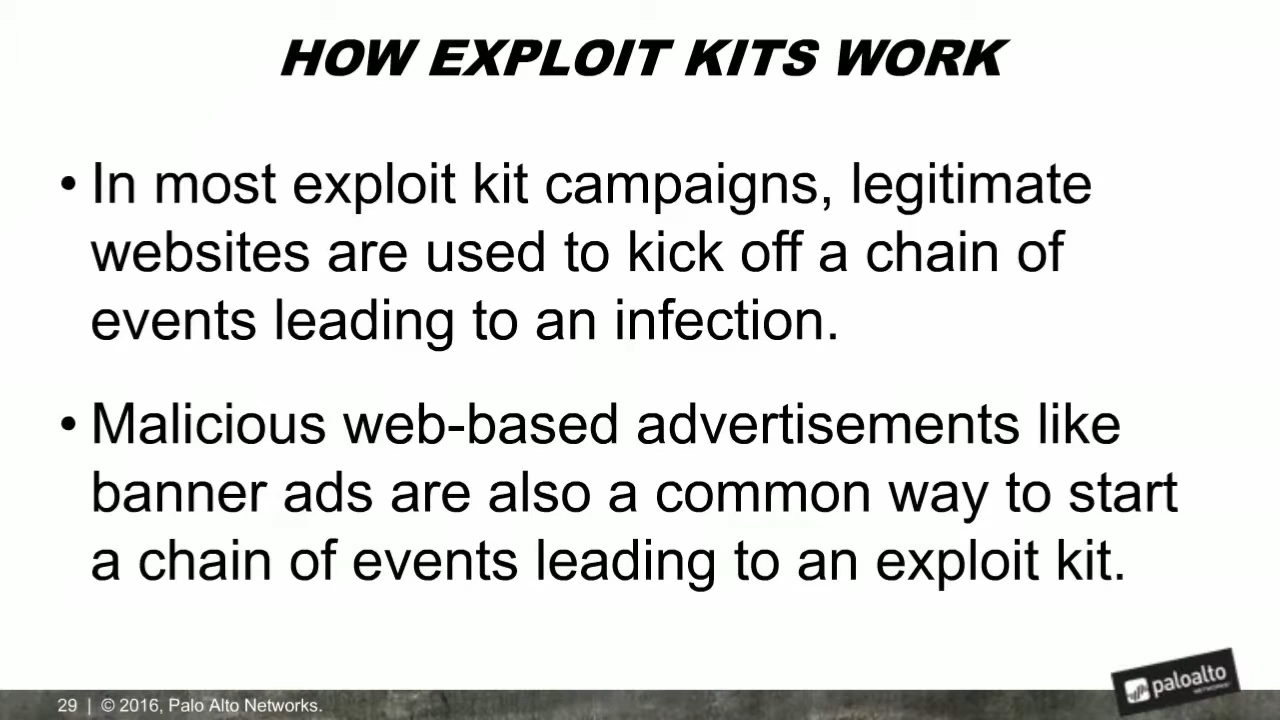 HOW EXPLOIT KITS WORK
• In most exploit kit campaigns, legitimate
websites are used to kick off a chain of
events leading to an infection.
• Malicious web-based advertisements like
banner ads are also a common way to start
a chain of events leading to an exploit kit.
paloalto
NETWORKS
29 | © 2016, Palo Alto Networks.